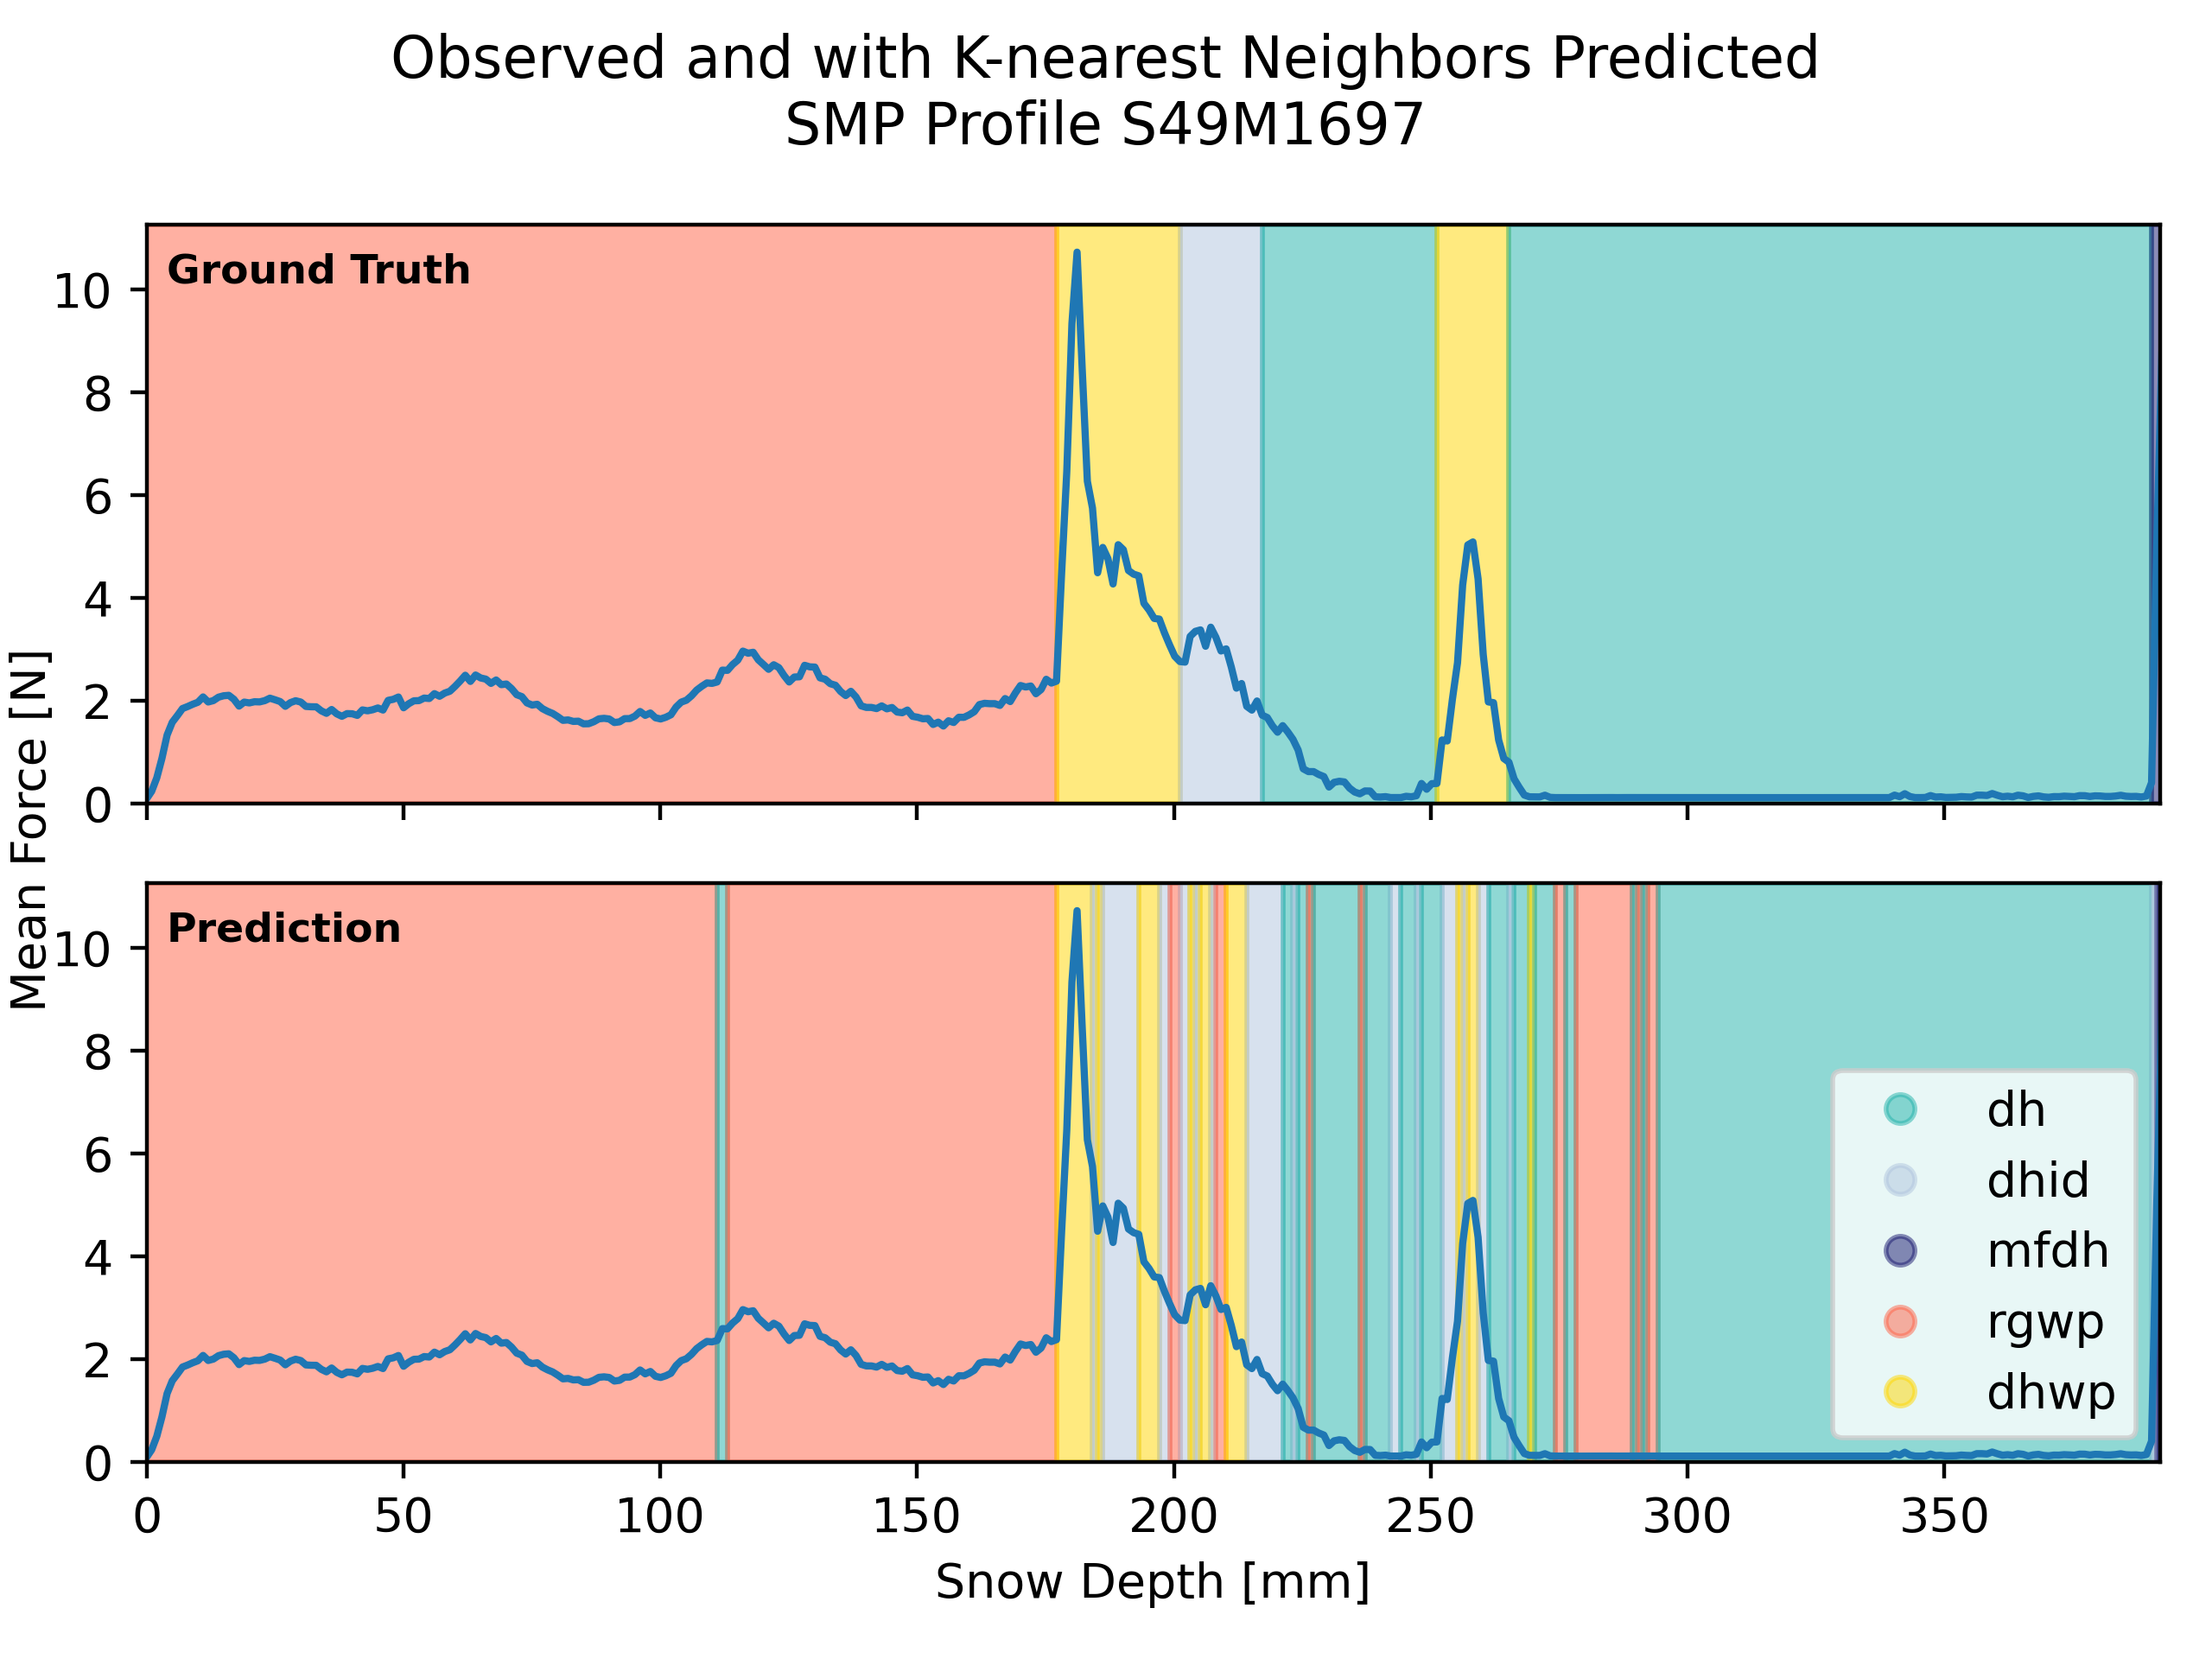 Observed and with K-nearest Neighbors Predicted
SMP Profile S49M1697
Ground Truth
10
8
6
4
2
0
Mean Force [N]
Prediction
10
8
6
4
2
0
dh
dhid
mfdh
rgwp
dhwp
0 50 100 150 200 250 300 350
Snow Depth [mm]